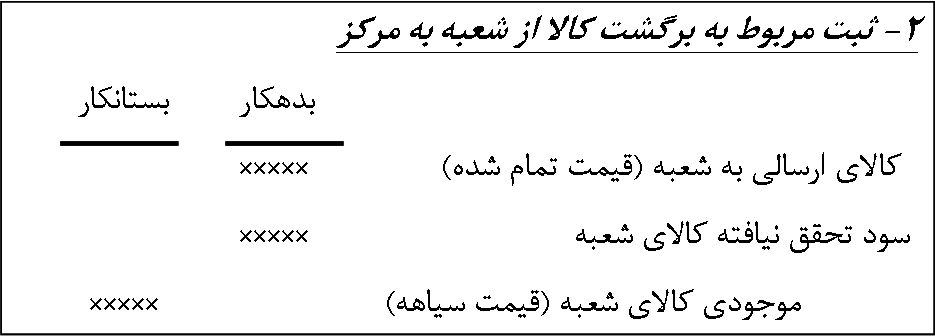 ۲- ثبت مربوط به برگشت کالا از شعبه به مرکز
بدهکار بستانکار
کالای ارسالی به شعبه (قیمت تمام شده) ×××××
سود تحقق نیافته کالای شعبه ×××××
موجودی کالای شعبه (قیمت سیاهه) ×××××